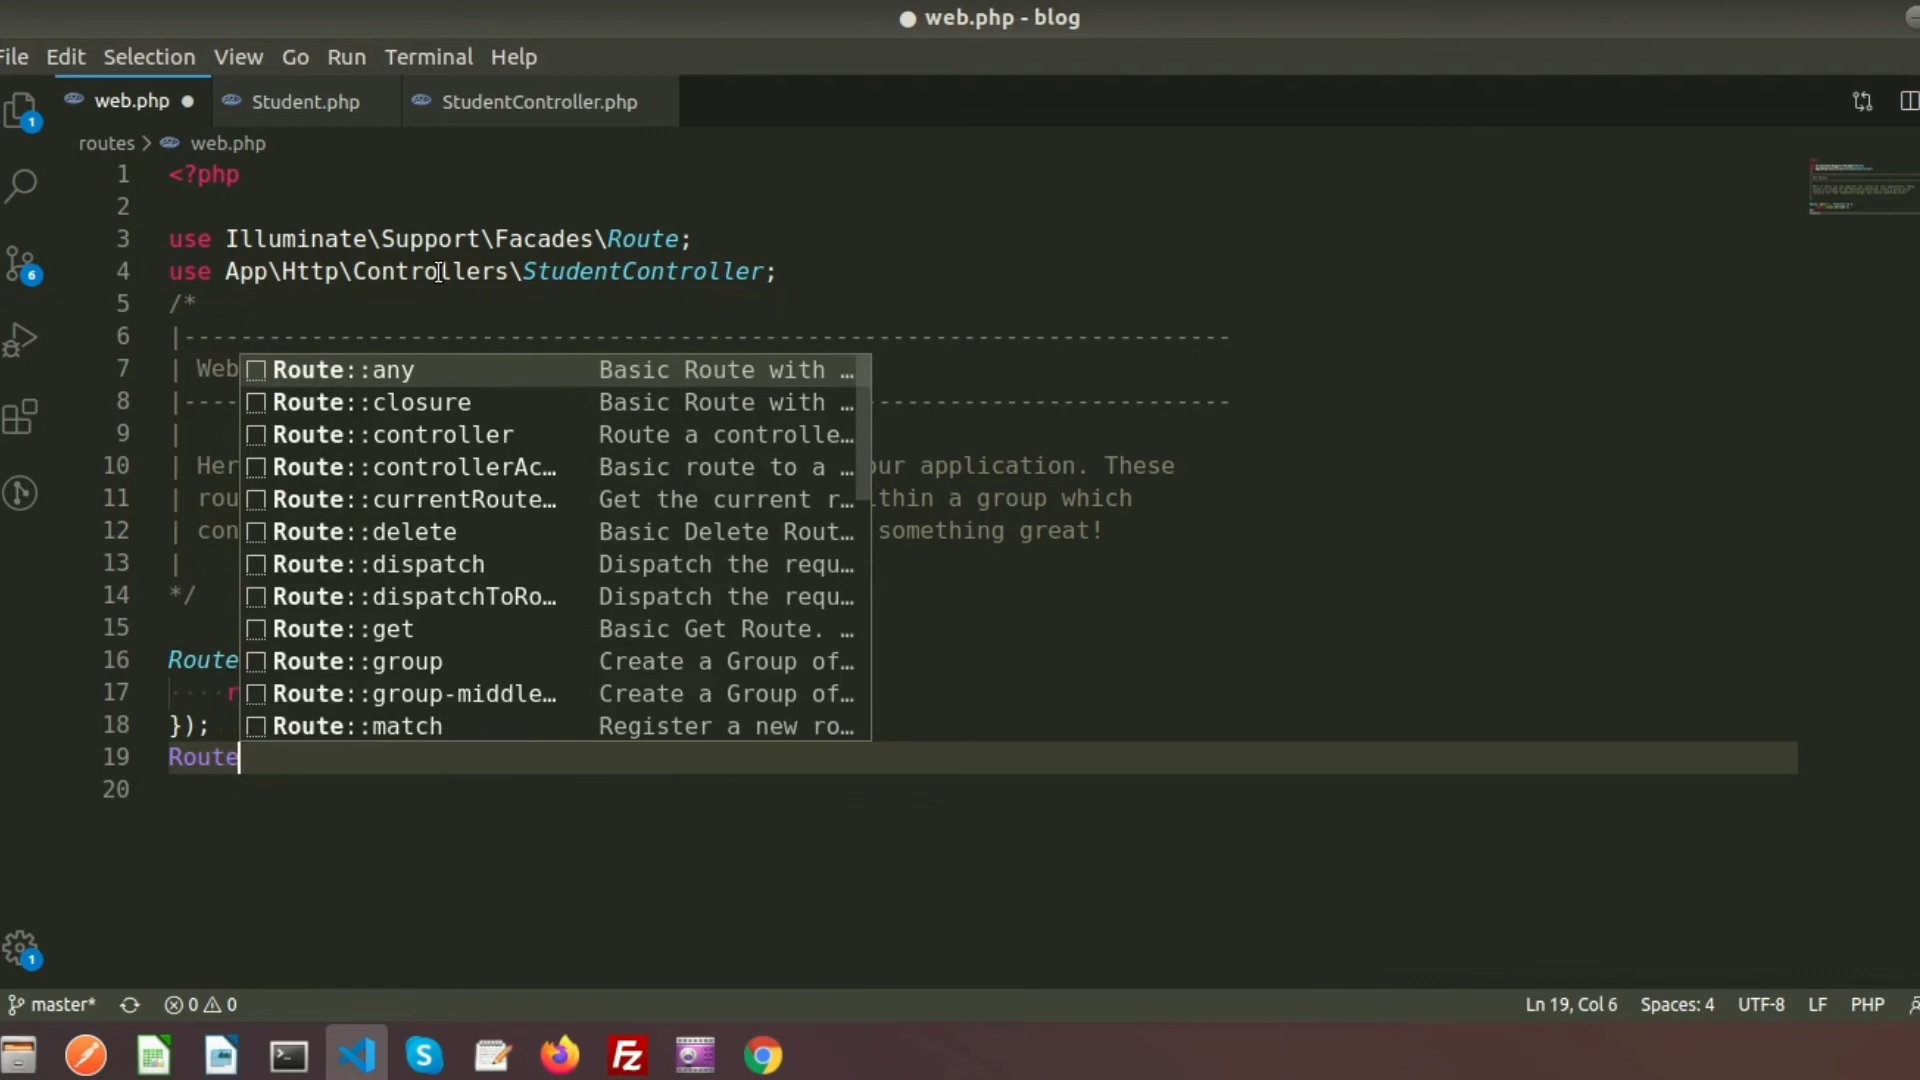 web.php - blog
File Edit Selection View Go Run Terminal Help
web.php Student.php StudentController.php
routes > web.php
1 <?php
2
3 use Illuminate\Support\Facades\Route;
4 use App\Http\Controllers\StudentController;
5 /*
6 |--------------------------------------------------------------------------
7 | Web
8 |--------------------------------------------------------------------------
9 |
10 | Her our application. These
11 | rou thin a group which
12 | con something great!
13 |
14 */
15
16 Route
17 r
18 });
19 Route
20
Route::any Basic Route with …
Route::closure Basic Route with …
Route::controller Route a controlle…
Route::controllerAc… Basic route to a …
Route::currentRoute… Get the current r…
Route::delete Basic Delete Rout…
Route::dispatch Dispatch the requ…
Route::dispatchToRo… Dispatch the requ…
Route::get Basic Get Route. …
Route::group Create a Group of…
Route::group-middle… Create a Group of…
Route::match Register a new ro…
1
6
1
master* 0 0 Ln 19, Col 6 Spaces: 4 UTF-8 LF PHP